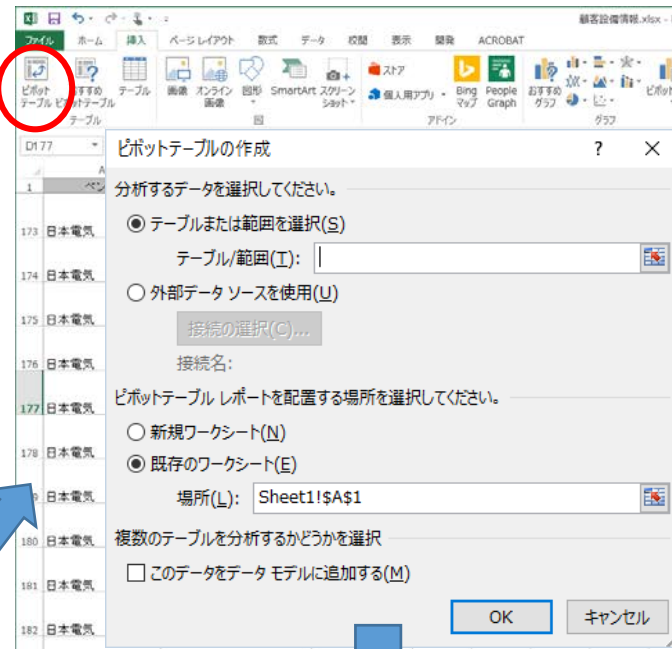 顧客設備情報.xlsx -
ファイル ホーム 挿入 ページレイアウト 数式 データ 校閲 表示 開発 ACROBAT
ピボット テーブル おすすめ ピボットテーブル テーブル 画像 オンライン 画像 図形 SmartArt スクリーン ショット ストア 個人用アプリ Bing マップ People Graph おすすめ グラフ
テーブル 図 アドイン グラフ
D177
ピボットテーブルの作成 ? ×
A
1
分析するデータを選択してください。
テーブルまたは範囲を選択(S)
173 日本電気
テーブル/範囲(T):
174 日本電気
外部データ ソースを使用(U)
175 日本電気
接続の選択(C)...
176 日本電気
接続名:
ピボットテーブル レポートを配置する場所を選択してください。
177 日本電気
新規ワークシート(N)
178 日本電気
既存のワークシート(E)
場所(L): Sheet1!$A$1
9 日本電気
180 日本電気
複数のテーブルを分析するかどうかを選択
このデータをデータ モデルに追加する(M)
181 日本電気
OK キャンセル
182 日本電気